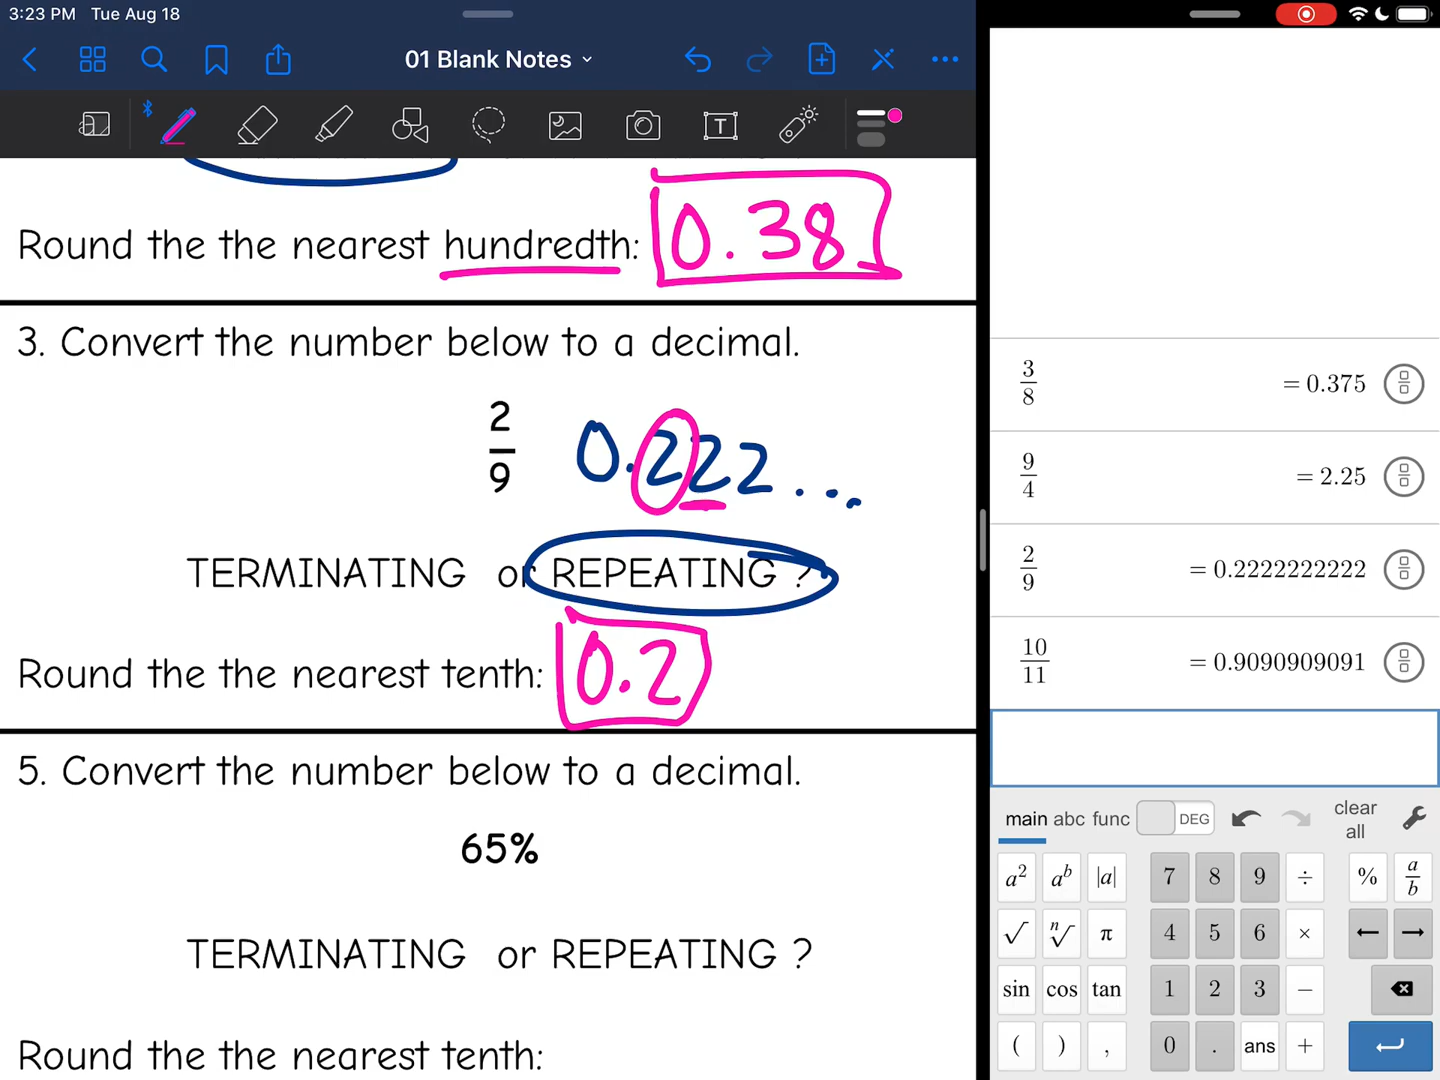 3:23 PM Tue Aug 18
01 Blank Notes
T
Round the the nearest hundredth: 0.38
3. Convert the number below to a decimal.
2
9
0.222...
TERMINATING or REPEATING ?
Round the the nearest tenth: 0.2
5. Convert the number below to a decimal.
65%
TERMINATING or REPEATING ?
Round the the nearest tenth:
3
8
= 0.375
9
4
= 2.25
2
9
= 0.2222222222
10
11
= 0.9090909091
main abc func DEG clear
all
a² aᵇ |a| 7 8 9 ÷ % a
b
√ ⁿ√ π 4 5 6 × ← →
sin cos tan 1 2 3 −
( ) , 0 . ans +